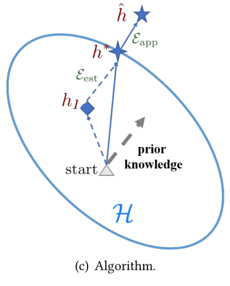 ĥ
h*
ℰapp
ℰest
hI
start
prior
knowledge
ℋ
(c) Algorithm.